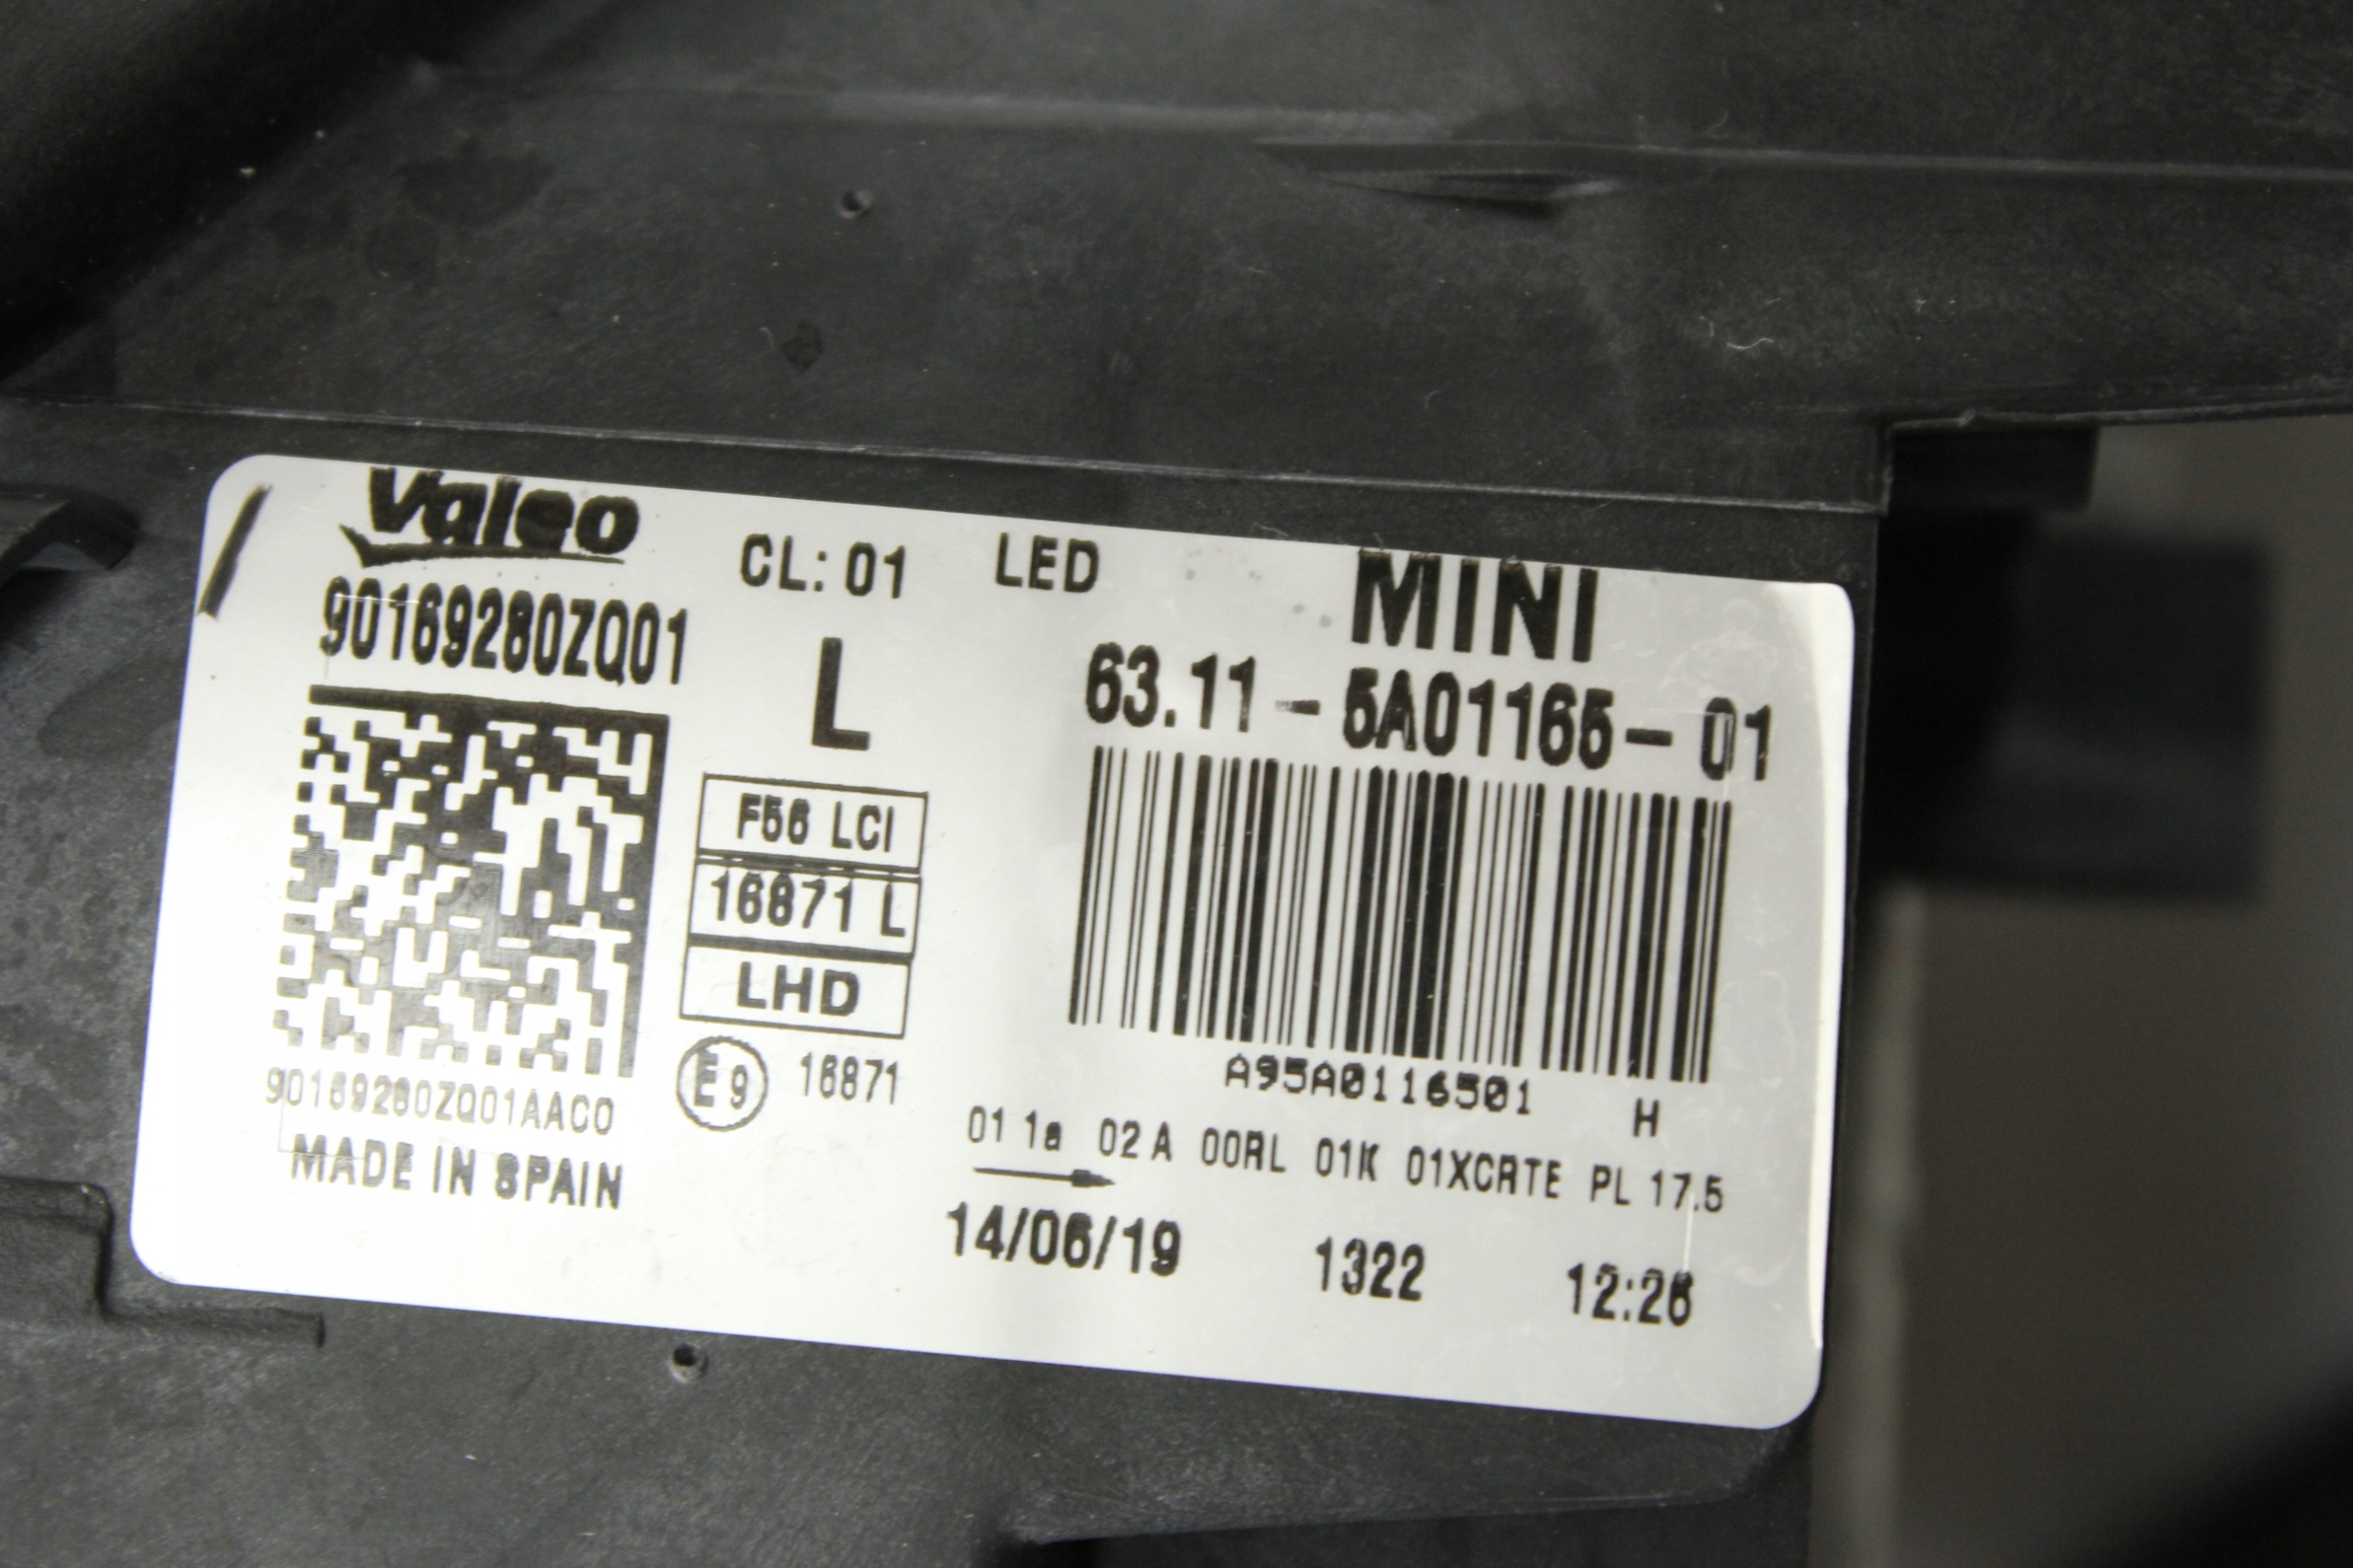 Valeo
90169280ZQ01
CL: 01 LED
L
F56 LCI
16871 L
LHD
E9 16871
90169280ZQ01AAC0
MADE IN SPAIN
MINI
63.11 - 5A01165 - 01
A95A0116501 H
01 1a 02 A 00RL 01K 01XCRTE PL 17.5
14/06/19 1322 12:26